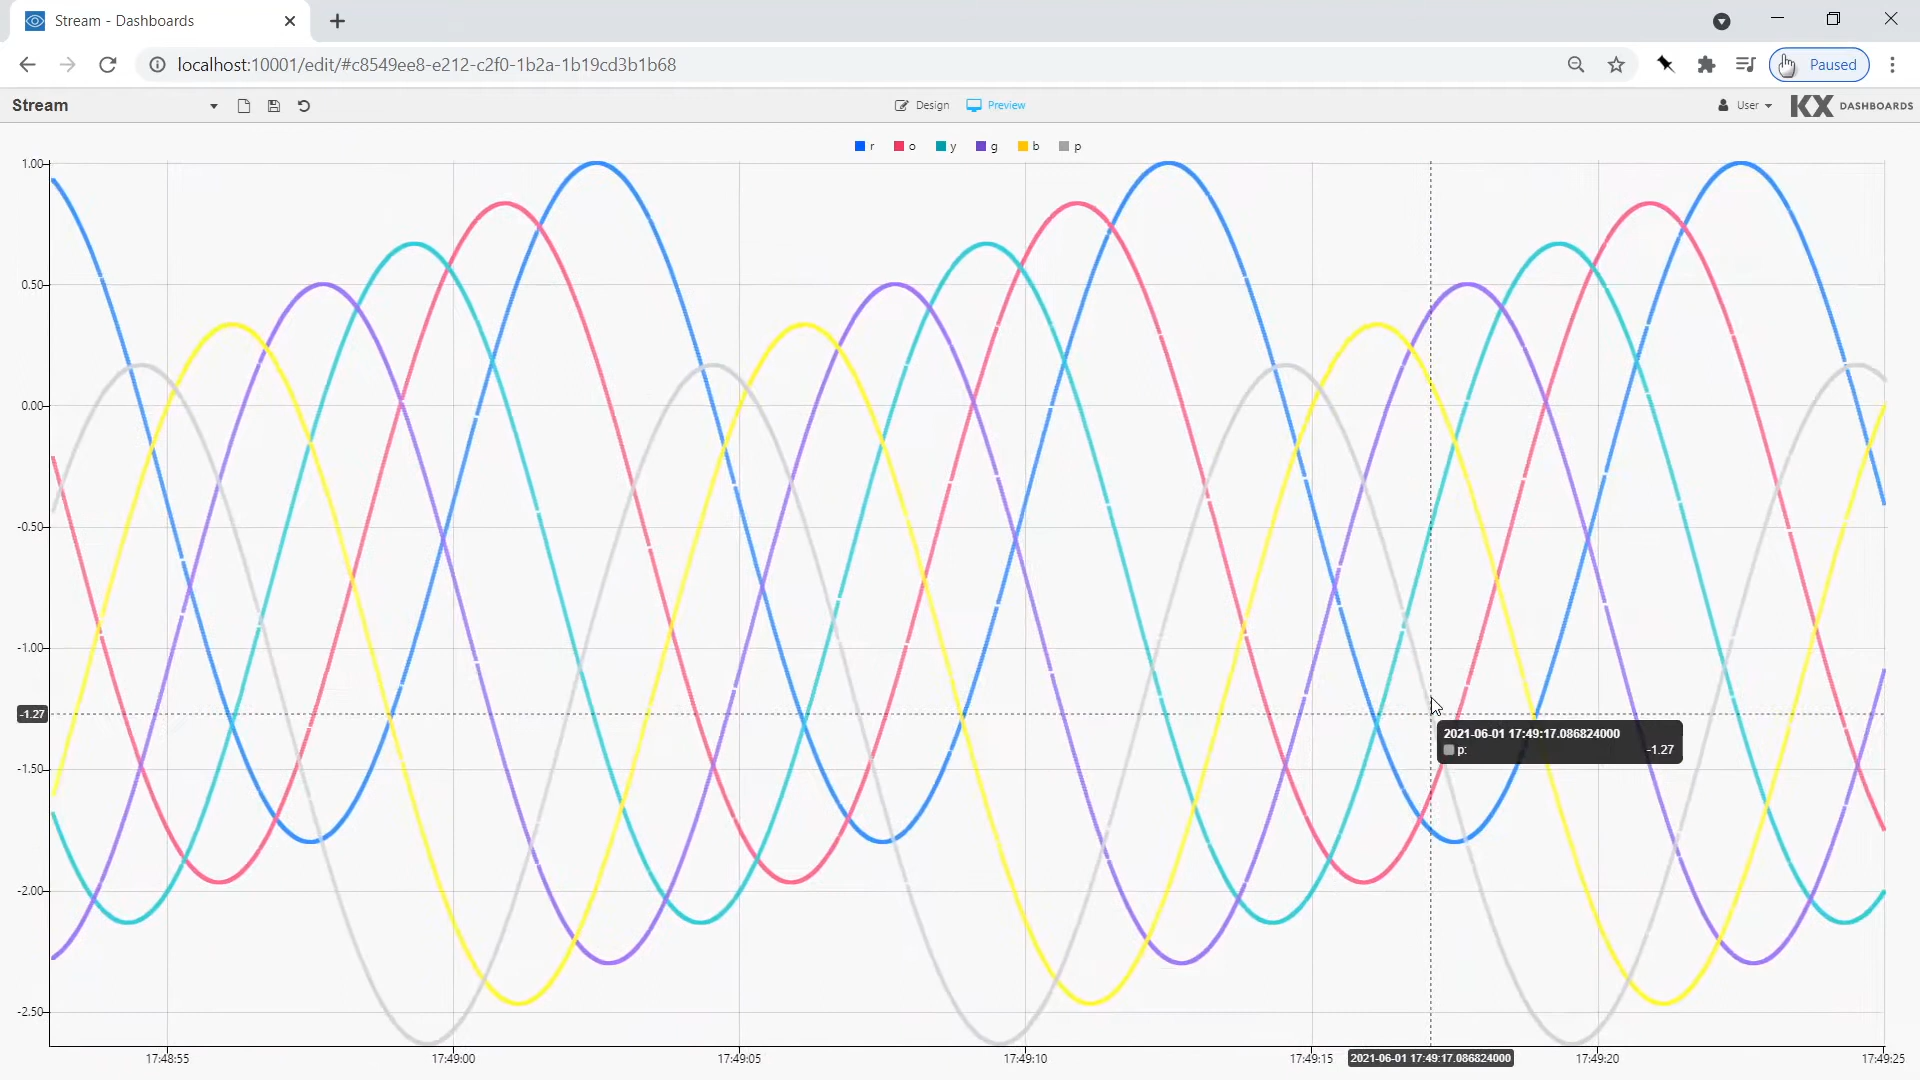 Stream - Dashboards
localhost:10001/edit/#c8549ee8-e212-c2f0-1b2a-1b19cd3b1b68
Paused
Stream
Design
Preview
User
KX DASHBOARDS
r o y g b p
1.00
0.50
0.00
-0.50
-1.00
-1.27
-1.50
-2.00
-2.50
2021-06-01 17:49:17.086824000
p: -1.27
17:48:55
17:49:00
17:49:05
17:49:10
17:49:15
2021-06-01 17:49:17.086824000
17:49:20
17:49:25